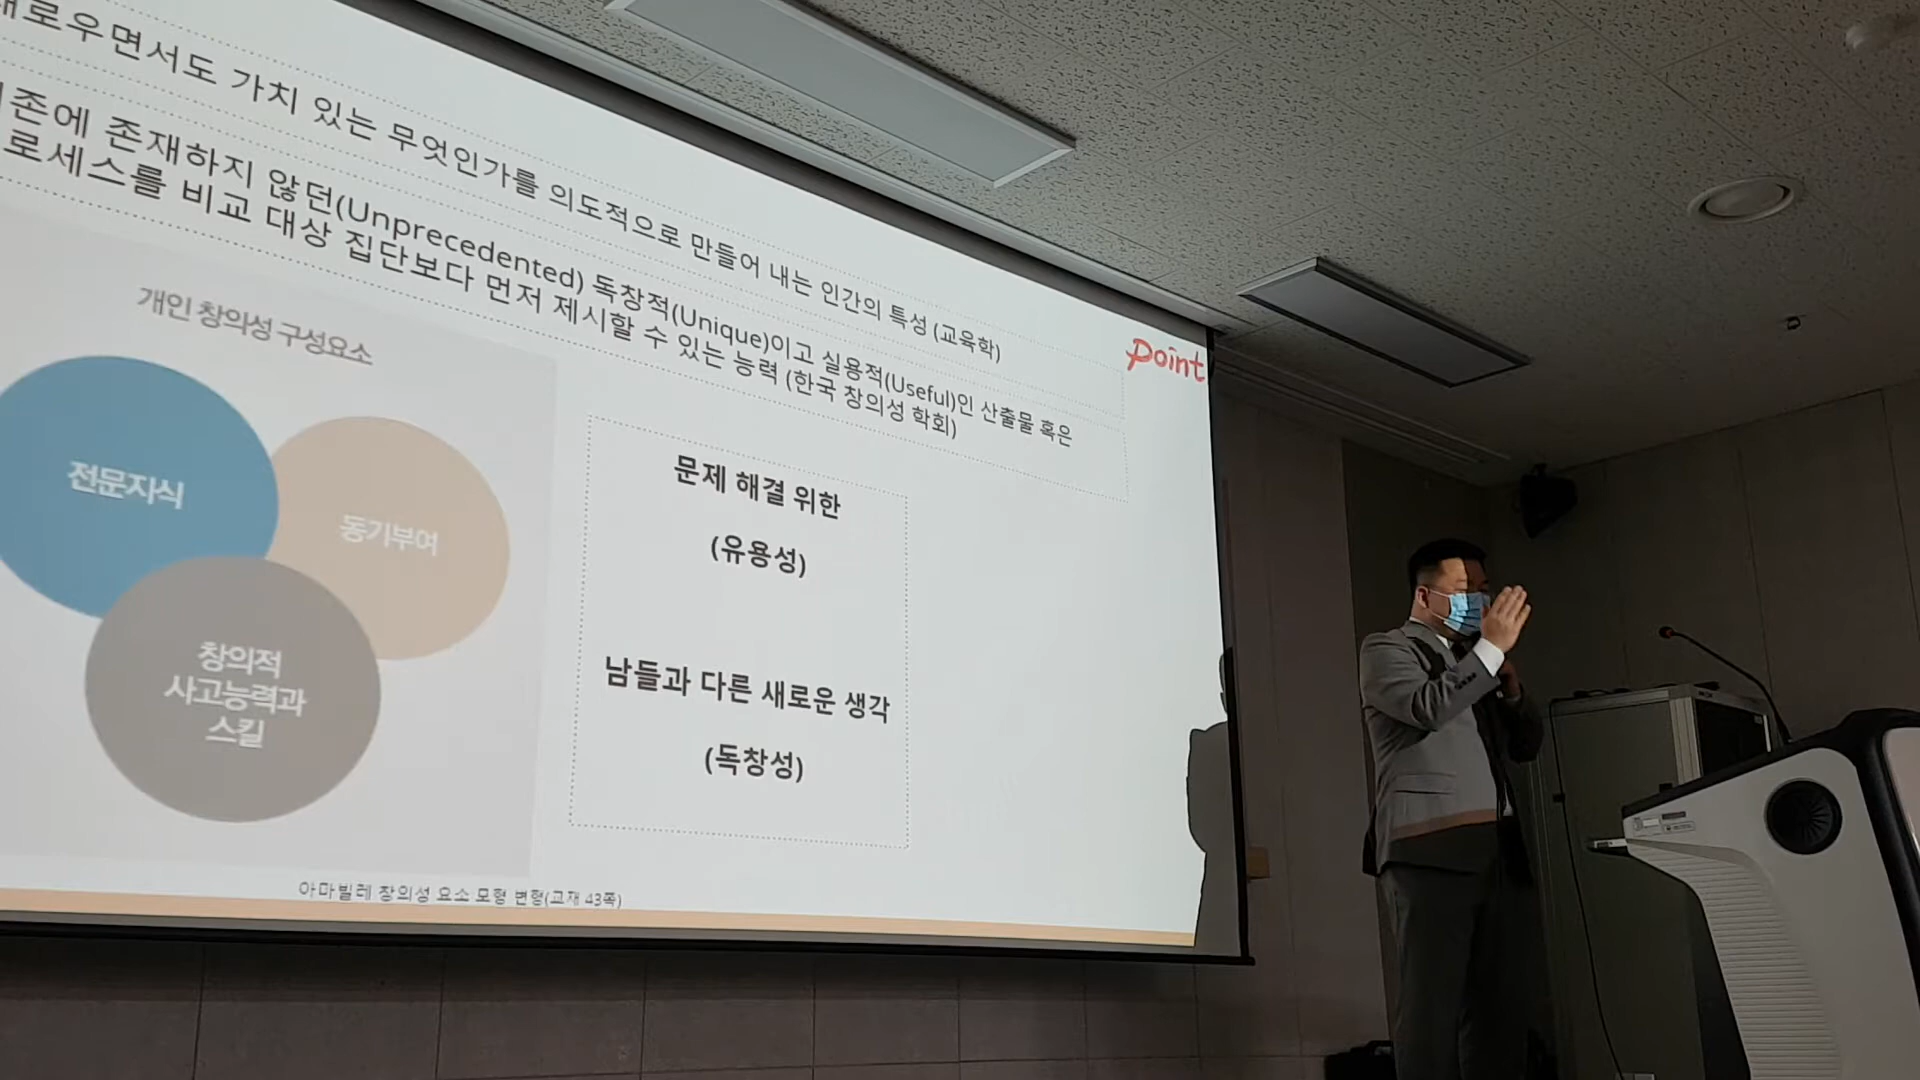 새로우면서도 가치 있는 무엇인가를 의도적으로 만들어 내는 인간의 특성 (교육학)
존에 존재하지 않던(Unprecedented) 독창적(Unique)이고 실용적(Useful)인 산출물 혹은
로세스를 비교 대상 집단보다 먼저 제시할 수 있는 능력 (한국 창의성 학회)
Point
개인 창의성 구성요소
전문지식
동기부여
창의적
사고능력과
스킬
문제 해결 위한
(유용성)
남들과 다른 새로운 생각
(독창성)
아마빌레 창의성 요소 모형 변형(교재 43쪽)